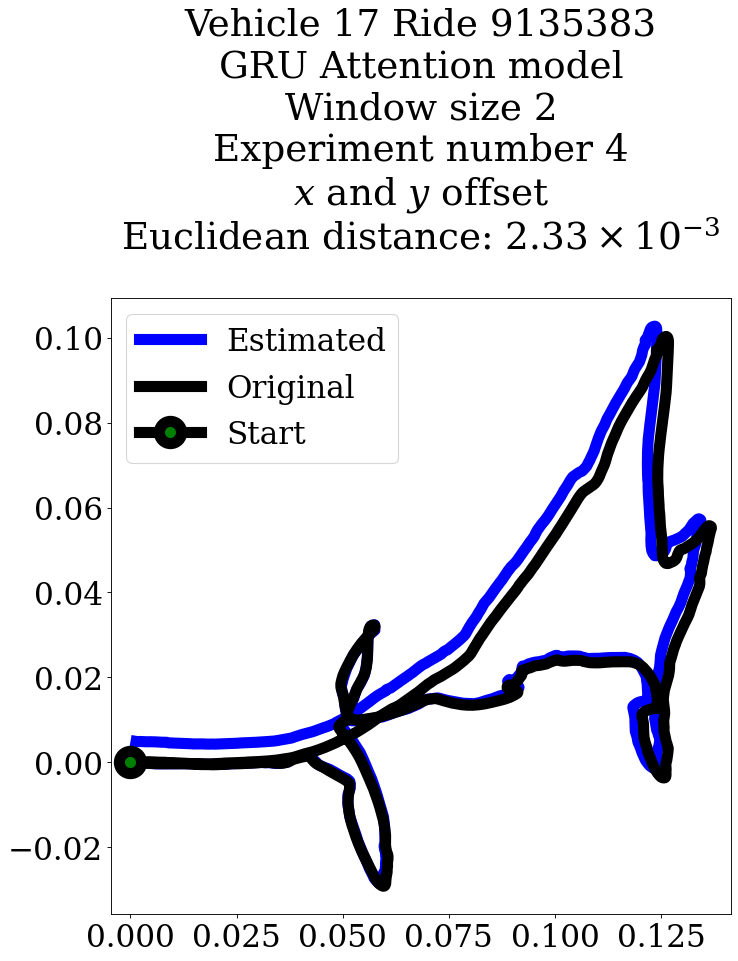 Vehicle 17 Ride 9135383
GRU Attention model
Window size 2
Experiment number 4
x and y offset
Euclidean distance: 2.33 × 10⁻³
Estimated
Original
Start
0.10
0.08
0.06
0.04
0.02
0.00
−0.02
0.000 0.025 0.050 0.075 0.100 0.125